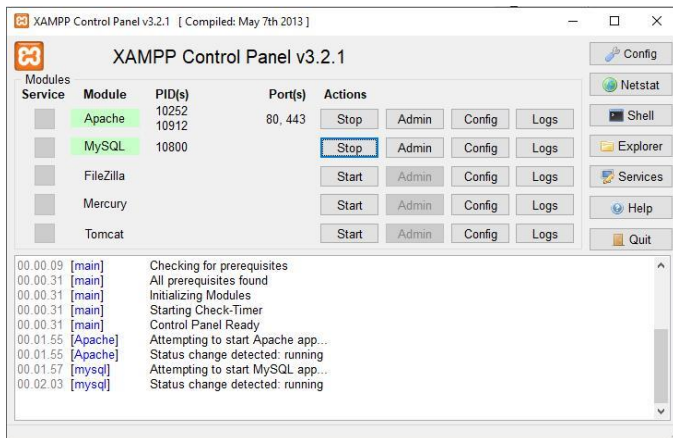 XAMPP Control Panel v3.2.1 [ Compiled: May 7th 2013 ]
XAMPP Control Panel v3.2.1
Config
Modules
Service Module PID(s) Port(s) Actions
Netstat
Apache 10252 10912 80, 443 Stop Admin Config Logs
Shell
MySQL 10800 Stop Admin Config Logs
Explorer
FileZilla Start Admin Config Logs
Services
Mercury Start Admin Config Logs
Help
Tomcat Start Admin Config Logs
Quit
00.00.09 [main] Checking for prerequisites
00.00.31 [main] All prerequisites found
00.00.31 [main] Initializing Modules
00.00.31 [main] Starting Check-Timer
00.00.31 [main] Control Panel Ready
00.01.55 [Apache] Attempting to start Apache app...
00.01.55 [Apache] Status change detected: running
00.01.57 [mysql] Attempting to start MySQL app...
00.02.03 [mysql] Status change detected: running